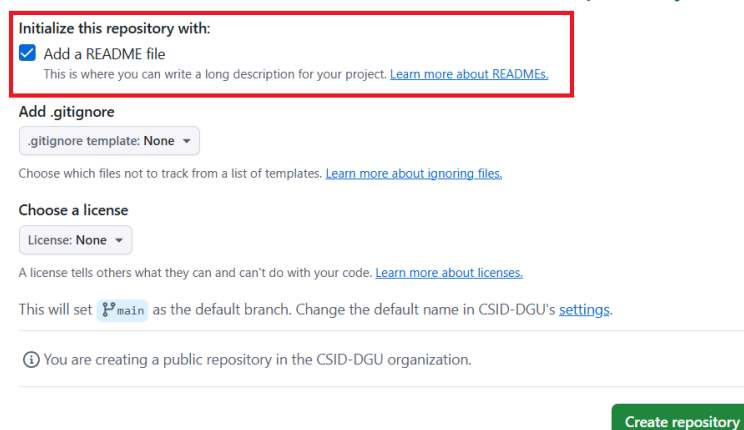 Initialize this repository with:
Add a README file
This is where you can write a long description for your project. Learn more about READMEs.
Add .gitignore
.gitignore template: None
Choose which files not to track from a list of templates. Learn more about ignoring files.
Choose a license
License: None
A license tells others what they can and can't do with your code. Learn more about licenses.
This will set main as the default branch. Change the default name in CSID-DGU's settings.
You are creating a public repository in the CSID-DGU organization.
Create repository